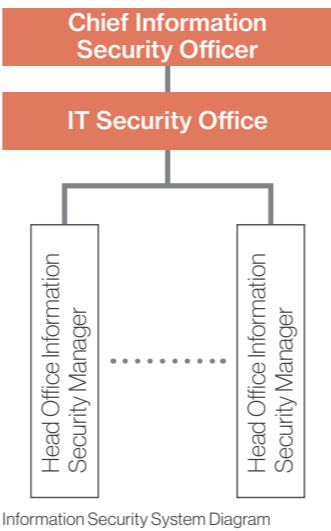 Chief Information
Security Officer
IT Security Office
Head Office Information
Security Manager
Head Office Information
Security Manager
Information Security System Diagram